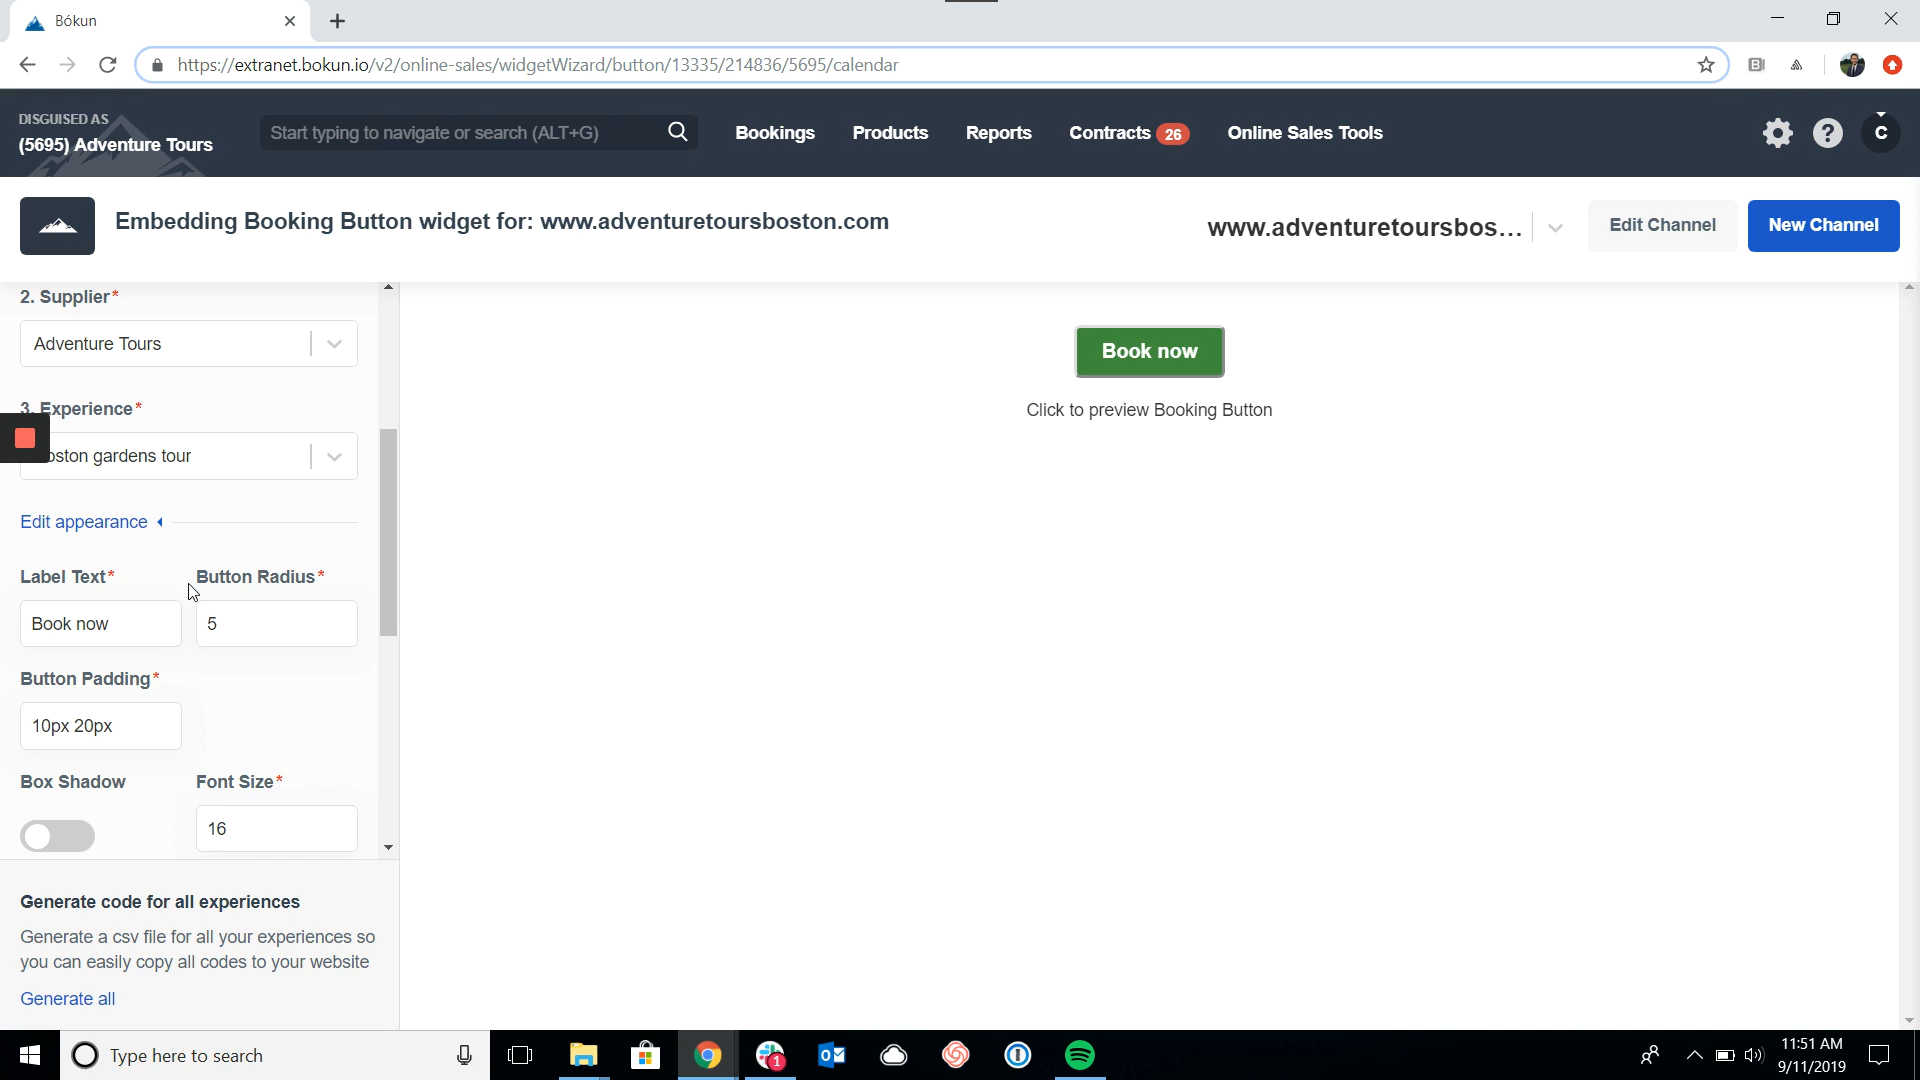 Bókun
https://extranet.bokun.io/v2/online-sales/widgetWizard/button/13335/214836/5695/calendar
DISGUISED AS
(5695) Adventure Tours
Start typing to navigate or search (ALT+G)
Bookings
Products
Reports
Contracts 26
Online Sales Tools
C
Embedding Booking Button widget for: www.adventuretoursboston.com
www.adventuretoursbos...
Edit Channel
New Channel
2. Supplier*
Adventure Tours
3. Experience*
oston gardens tour
Edit appearance
Label Text*
Button Radius*
Book now
5
Button Padding*
10px 20px
Box Shadow
Font Size*
16
Book now
Click to preview Booking Button
Generate code for all experiences
Generate a csv file for all your experiences so
you can easily copy all codes to your website
Generate all
Type here to search
1
11:51 AM
9/11/2019